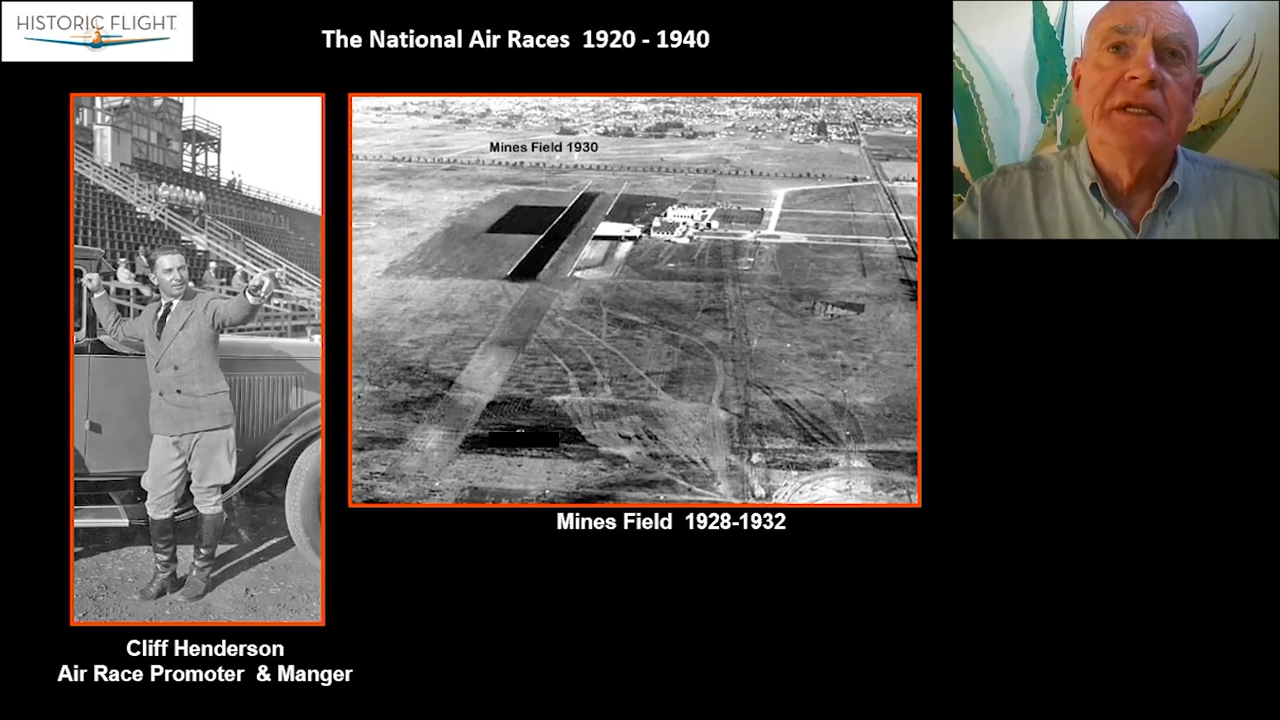 HISTORIC FLIGHT
The National Air Races 1920 - 1940
Mines Field 1930
Mines Field 1928-1932
Cliff Henderson
Air Race Promoter & Manger